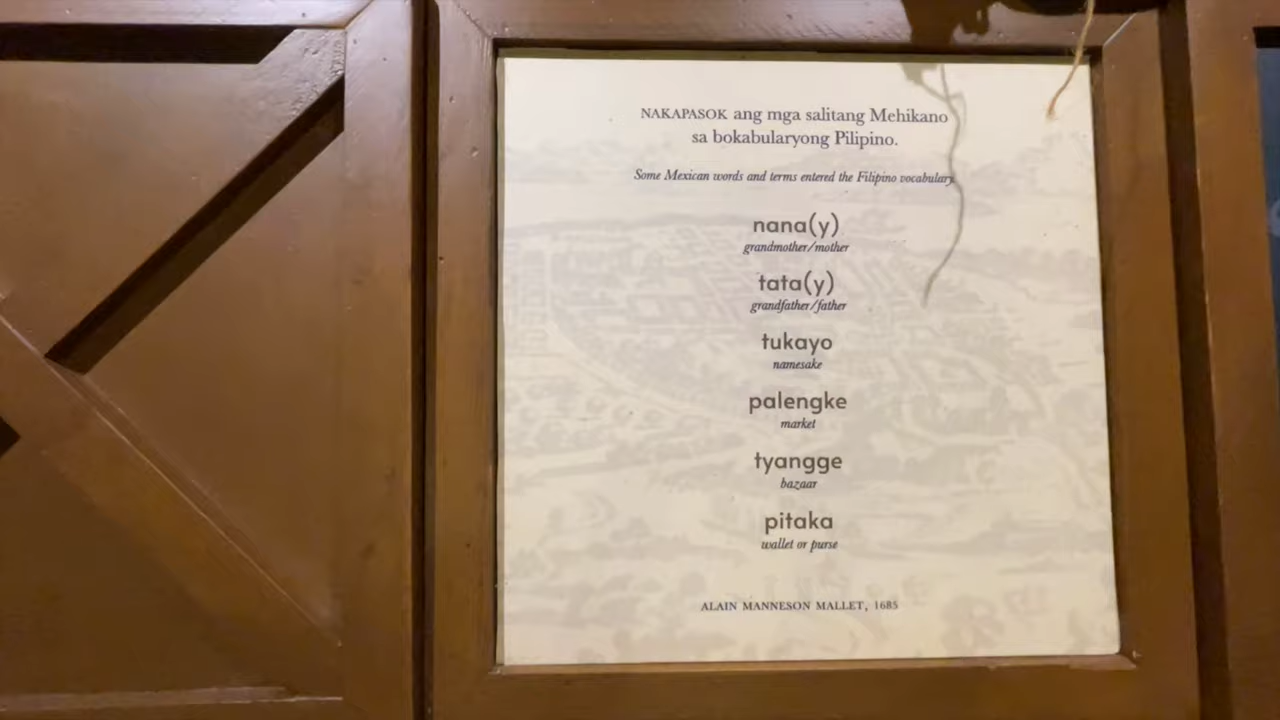 NAKAPASOK ang mga salitang Mehikano
sa bokabularyong Pilipino.
Some Mexican words and terms entered the Filipino vocabulary.
nana(y)
grandmother/mother
tata(y)
grandfather/father
tukayo
namesake
palengke
market
tyangge
bazaar
pitaka
wallet or purse
ALAIN MANNESON MALLET, 1685